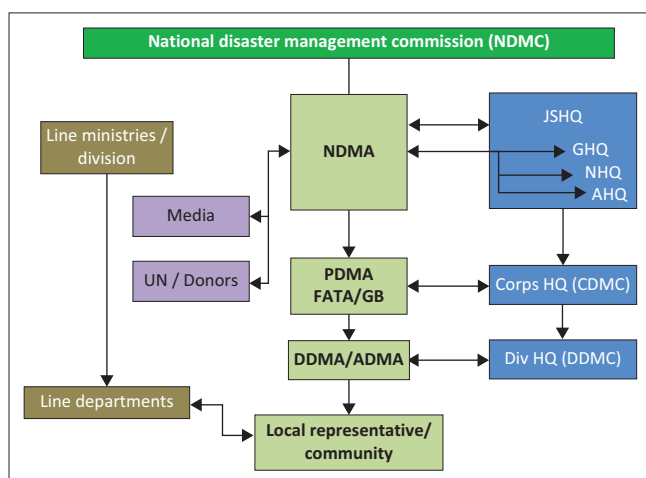 National disaster management commission (NDMC)
Line ministries /
division
NDMA
JSHQ
GHQ
NHQ
AHQ
Media
UN / Donors
PDMA
FATA/GB
Corps HQ (CDMC)
DDMA/ADMA
Div HQ (DDMC)
Line departments
Local representative/
community